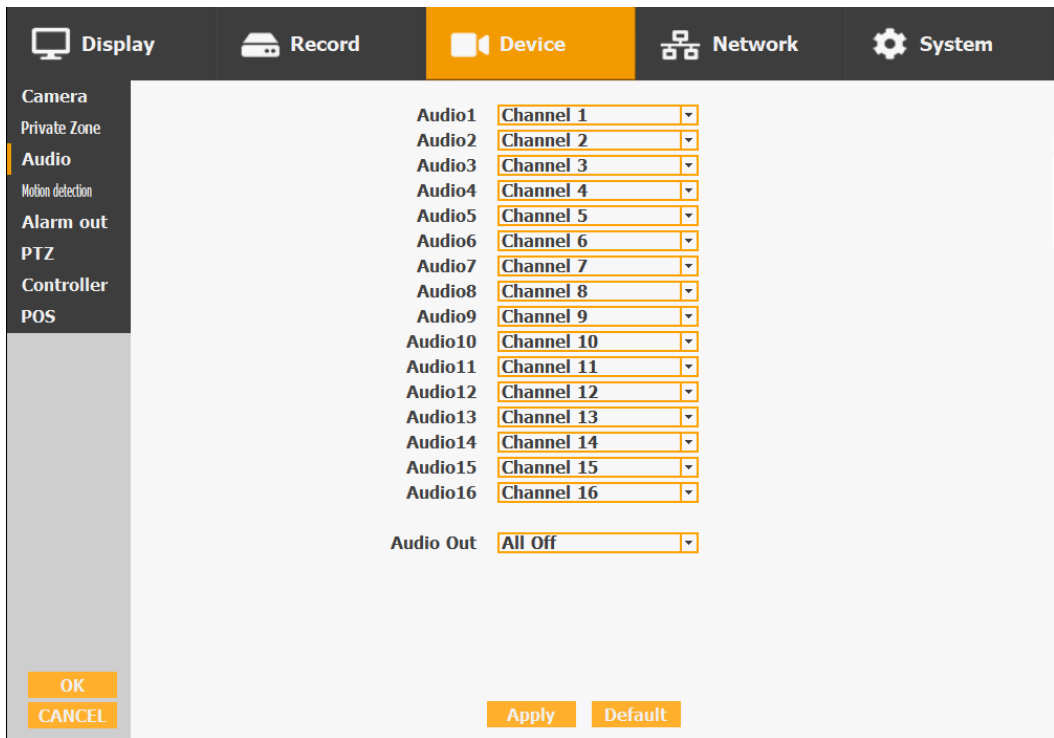 Display Record Device Network System
Camera
Private Zone
Audio
Motion detection
Alarm out
PTZ
Controller
POS
Audio1 Channel 1
Audio2 Channel 2
Audio3 Channel 3
Audio4 Channel 4
Audio5 Channel 5
Audio6 Channel 6
Audio7 Channel 7
Audio8 Channel 8
Audio9 Channel 9
Audio10 Channel 10
Audio11 Channel 11
Audio12 Channel 12
Audio13 Channel 13
Audio14 Channel 14
Audio15 Channel 15
Audio16 Channel 16
Audio Out All Off
OK
CANCEL
Apply Default